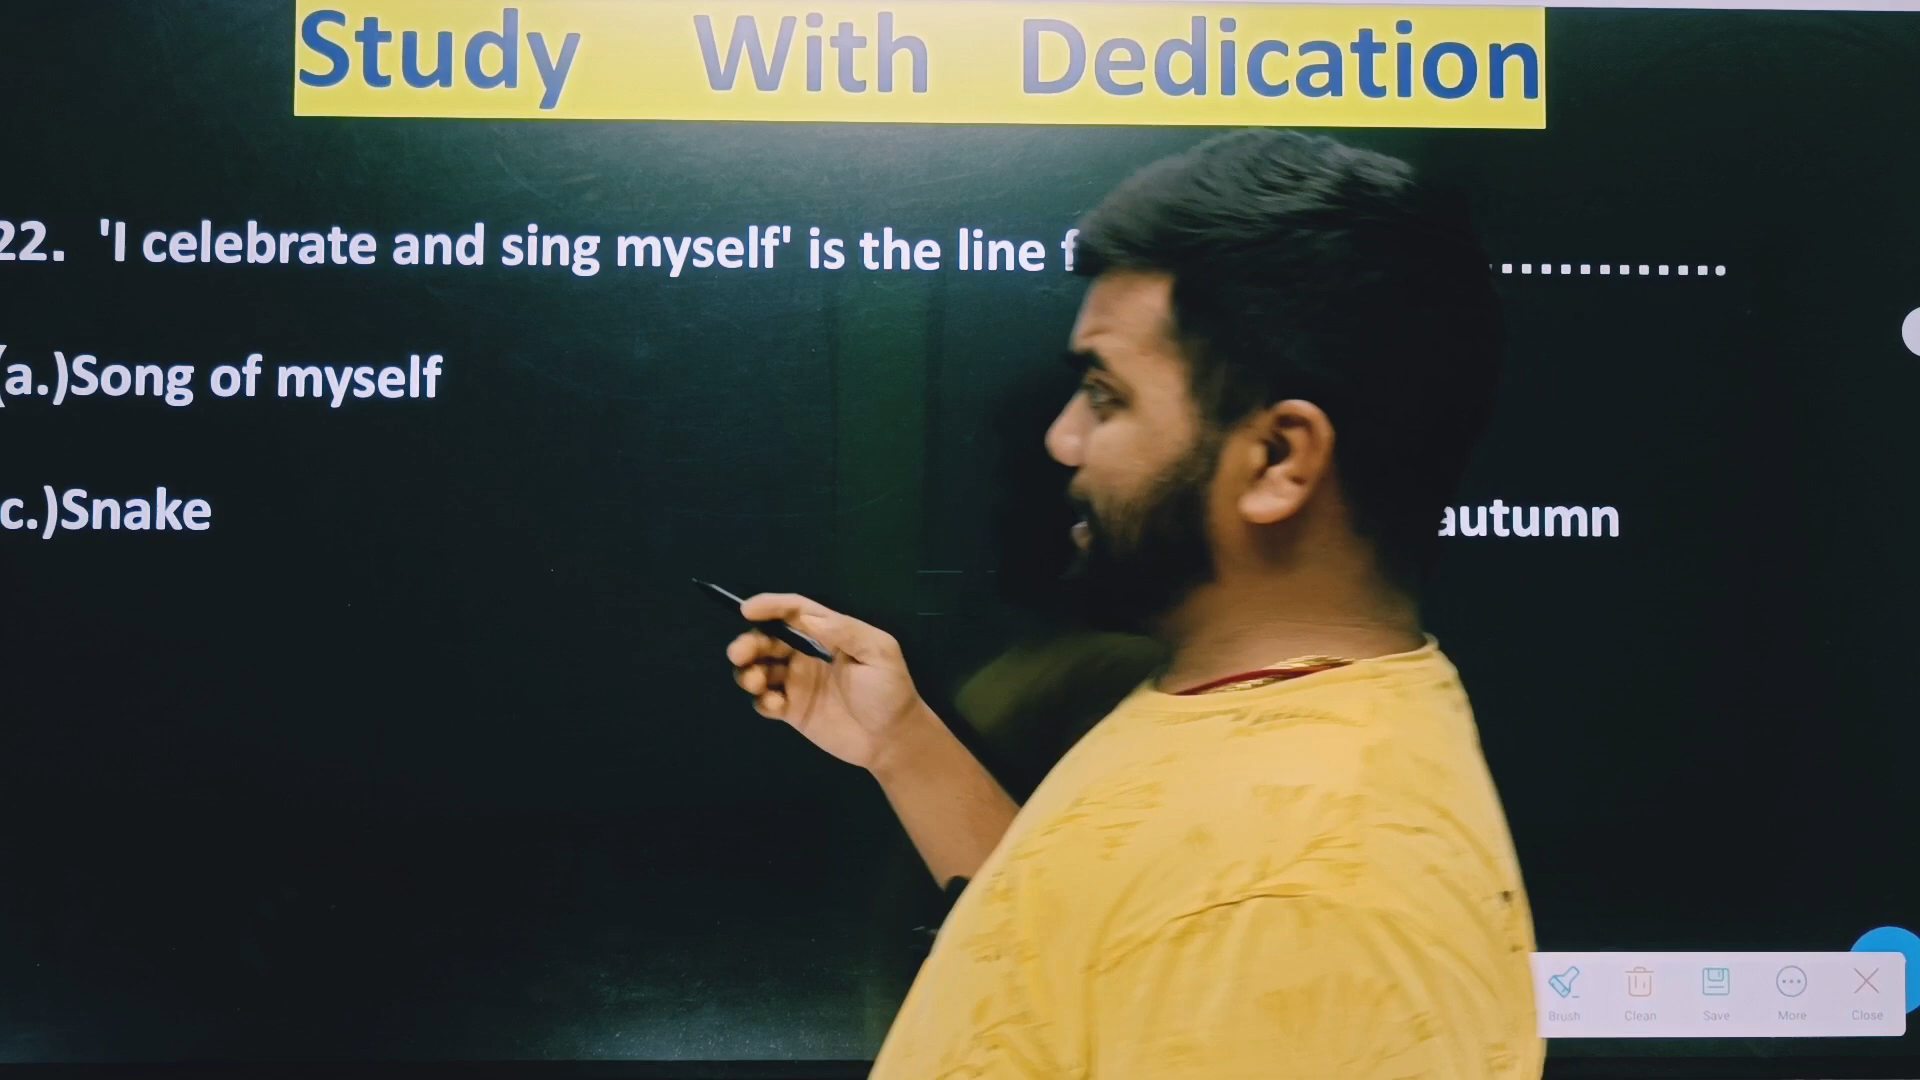 Study With Dedication
22. 'I celebrate and sing myself' is the line .............
(a.)Song of myself
c.)Snake autumn
Brush Clean Save More Close